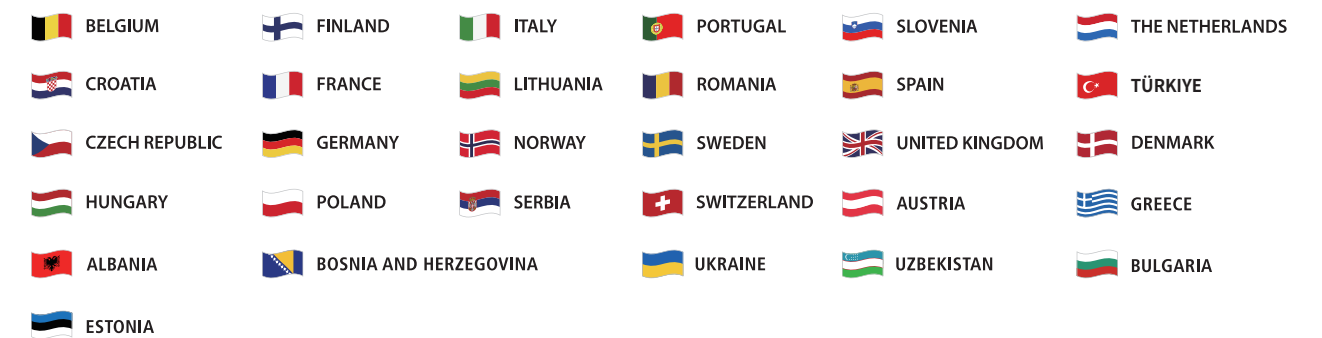 BELGIUM FINLAND ITALY PORTUGAL SLOVENIA THE NETHERLANDS
CROATIA FRANCE LITHUANIA ROMANIA SPAIN TÜRKIYE
CZECH REPUBLIC GERMANY NORWAY SWEDEN UNITED KINGDOM DENMARK
HUNGARY POLAND SERBIA SWITZERLAND AUSTRIA GREECE
ALBANIA BOSNIA AND HERZEGOVINA UKRAINE UZBEKISTAN BULGARIA
ESTONIA